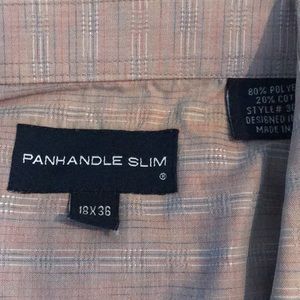 PANHANDLE SLIM
®
18X36
80% POLYE
20% COT
STYLE#
DESIGNED I
MADE IN